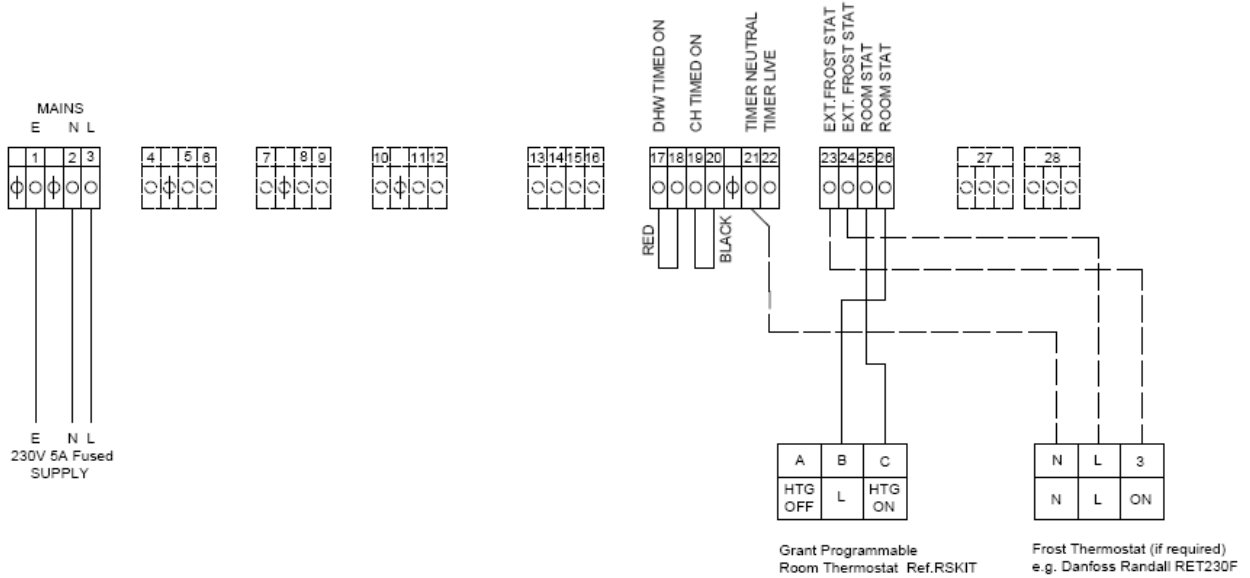 MAINS
E N L
1 2 3
4 5 6
7 8 9
10 11 12
13 14 15 16
DHW TIMED ON
CH TIMED ON
TIMER NEUTRAL
TIMER LIVE
17 18 19 20 21 22
EXT.FROST STAT
EXT. FROST STAT
ROOM STAT
ROOM STAT
23 24 25 26
27
28
RED
BLACK
E N L
230V 5A Fused
SUPPLY
A B C
HTG OFF L HTG ON
Grant Programmable
Room Thermostat Ref.RSKIT
N L 3
N L ON
Frost Thermostat (if required)
e.g. Danfoss Randall RET230F